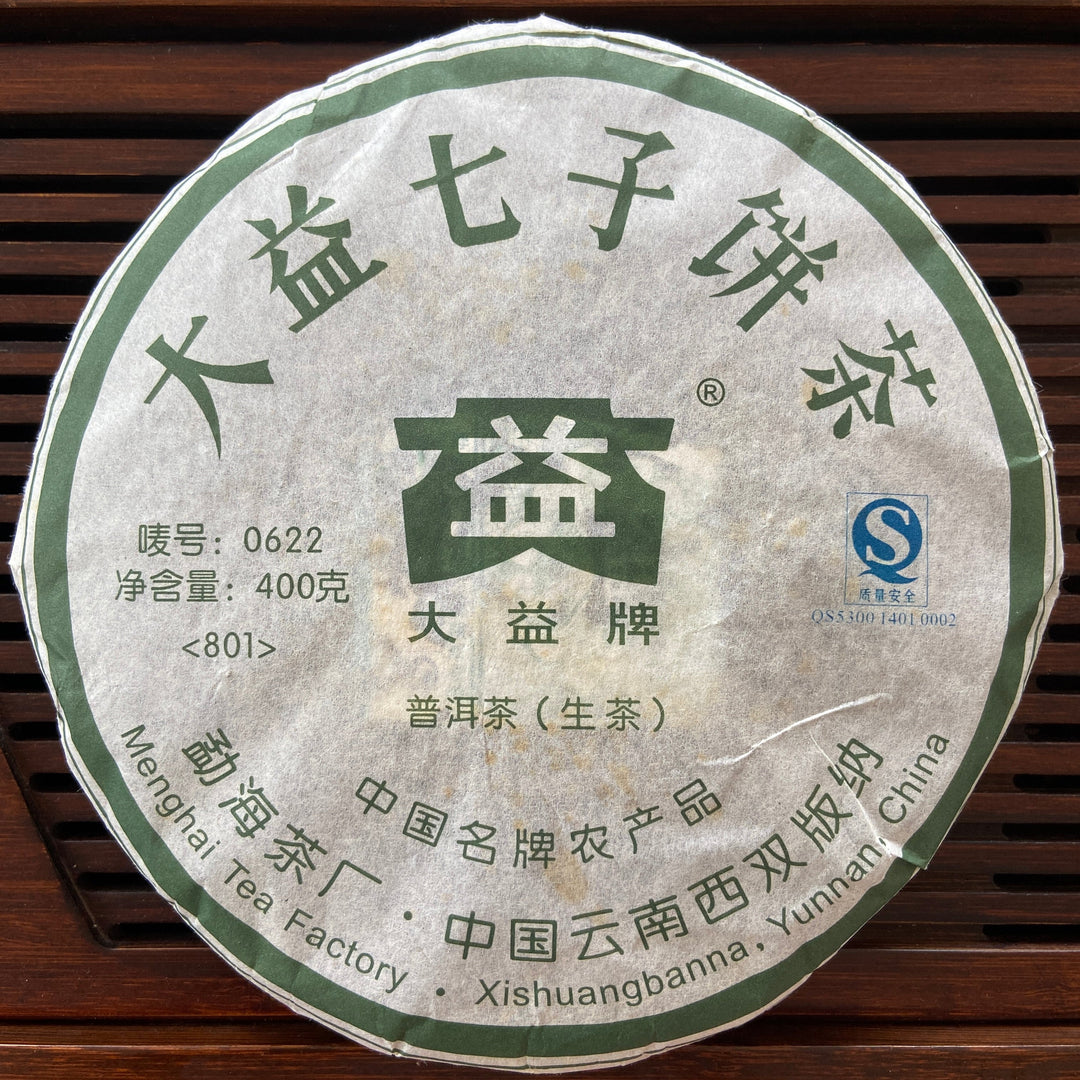 大益七子饼茶
®
益
大益牌
唛号：0622
净含量：400克
<801>
质量安全
QS5300 1401 0002
普洱茶（生茶）
中国名牌农产品
勐海茶厂·中国云南西双版纳
Menghai Tea Factory · Xishuangbanna, Yunnan, China